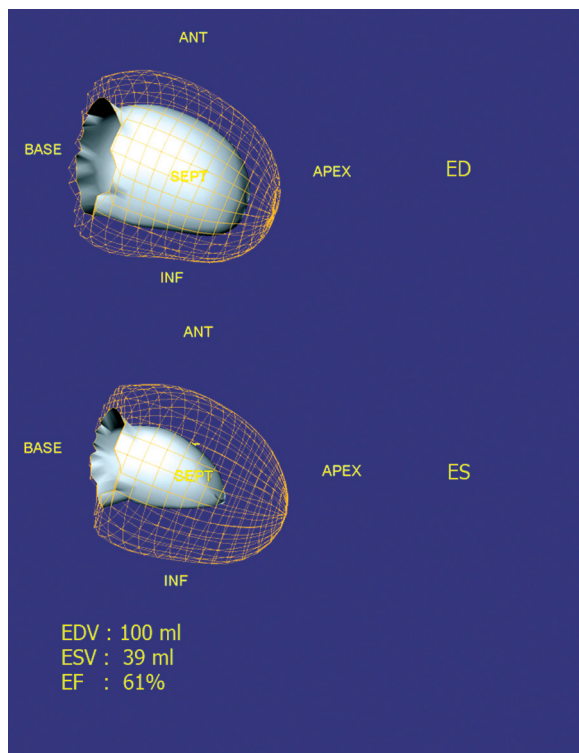 ANT
BASE
SEPT
APEX
ED
INF
ANT
BASE
SEPT
APEX
ES
INF
EDV : 100 ml
ESV : 39 ml
EF : 61%